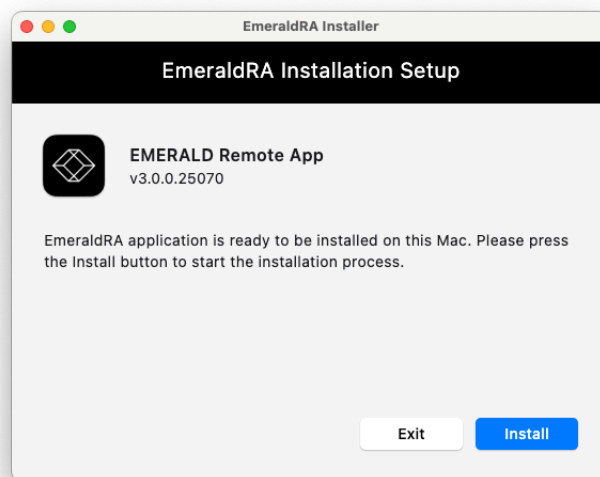 EmeraldRA Installer
EmeraldRA Installation Setup
EMERALD Remote App
v3.0.0.25070
EmeraldRA application is ready to be installed on this Mac. Please press
the Install button to start the installation process.
Exit
Install